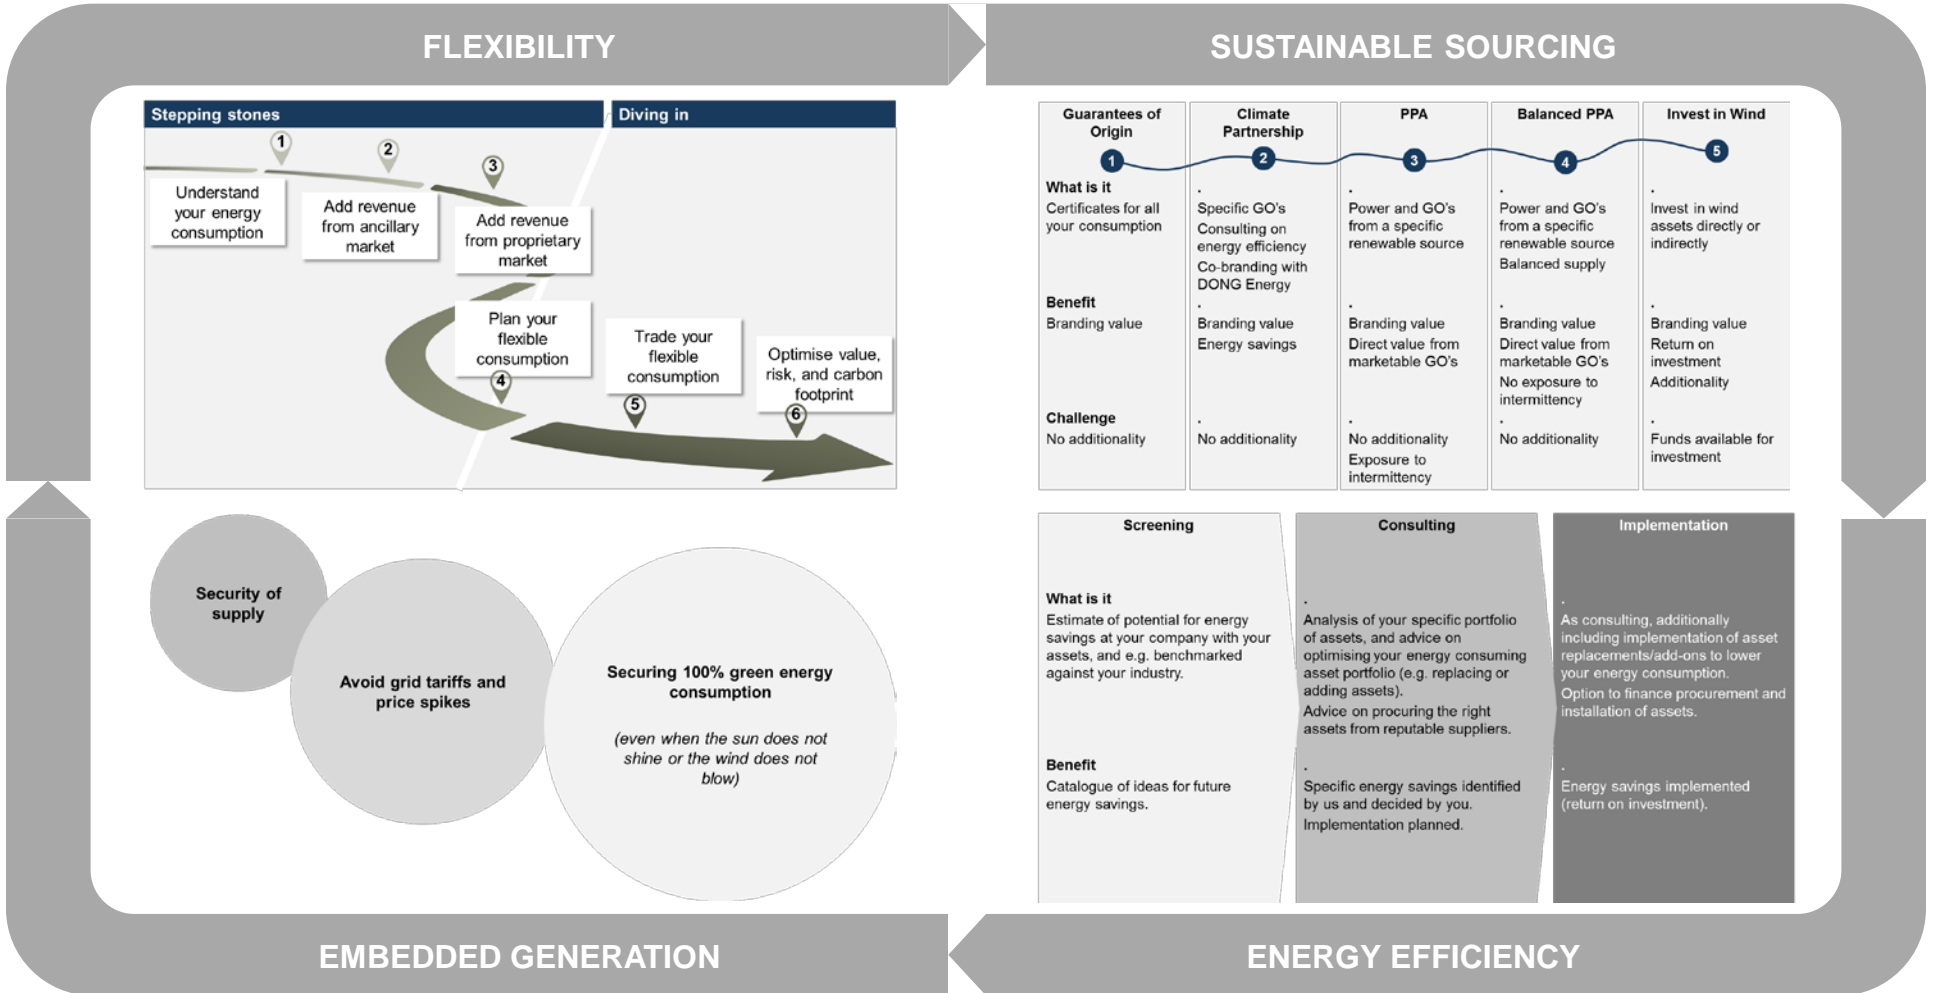 FLEXIBILITY
SUSTAINABLE SOURCING
Stepping stones
Diving in
1
Understand
your energy
consumption
2
Add revenue
from ancillary
market
3
Add revenue
from proprietary
market
Plan your
flexible
consumption
4
Trade your
flexible
consumption
5
Optimise value,
risk, and carbon
footprint
6
Guarantees of
Origin
1
What is it
Certificates for all
your consumption
Benefit
Branding value
Challenge
No additionality
Climate
Partnership
2
.
Specific GO's
Consulting on
energy efficiency
Co-branding with
DONG Energy
.
Branding value
Energy savings
.
No additionality
PPA
3
.
Power and GO's
from a specific
renewable source
.
Branding value
Direct value from
marketable GO's
.
No additionality
Exposure to
intermittency
Balanced PPA
4
.
Power and GO's
from a specific
renewable source
Balanced supply
.
Branding value
Direct value from
marketable GO's
No exposure to
intermittency
.
No additionality
Invest in Wind
5
.
Invest in wind
assets directly or
indirectly
.
Branding value
Return on
investment
Additionality
.
Funds available for
investment
Security of
supply
Avoid grid tariffs and
price spikes
Securing 100% green energy
consumption
(even when the sun does not
shine or the wind does not
blow)
Screening
What is it
Estimate of potential for energy
savings at your company with your
assets, and e.g. benchmarked
against your industry.
Benefit
Catalogue of ideas for future
energy savings.
Consulting
.
Analysis of your specific portfolio
of assets, and advice on
optimising your energy consuming
asset portfolio (e.g. replacing or
adding assets).
Advice on procuring the right
assets from reputable suppliers.
.
Specific energy savings identified
by us and decided by you.
Implementation planned.
Implementation
.
As consulting, additionally
including implementation of asset
replacements/add-ons to lower
your energy consumption.
Option to finance procurement and
installation of assets.
.
Energy savings implemented
(return on investment).
EMBEDDED GENERATION
ENERGY EFFICIENCY